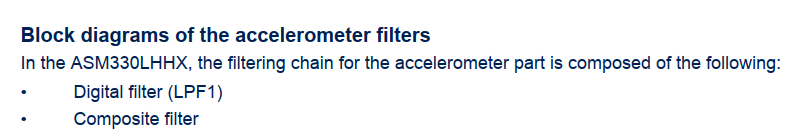 Block diagrams of the accelerometer filters
In the ASM330LHHX, the filtering chain for the accelerometer part is composed of the following:
• Digital filter (LPF1)
• Composite filter